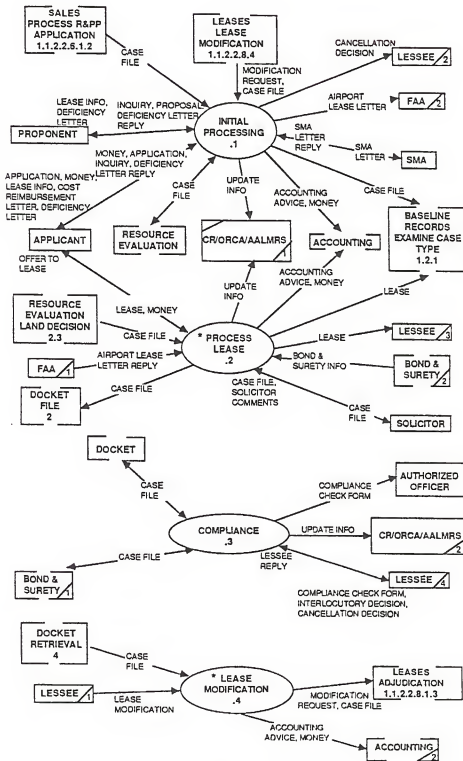 SALES
PROCESS R&PP
APPLICATION
1.1.2.2.6.1.2
LEASES
LEASE
MODIFICATION
1.1.2.2.8.4
CASE
FILE
MODIFICATION
REQUEST,
CASE FILE
CANCELLATION
DECISION
LESSEE 2
AIRPORT
LEASE LETTER
FAA 2
LEASE INFO,
DEFICIENCY
LETTER
INQUIRY, PROPOSAL,
DEFICIENCY LETTER
REPLY
PROPONENT
INITIAL
PROCESSING
.1
SMA
LETTER
REPLY
SMA
LETTER
SMA
MONEY, APPLICATION,
INQUIRY, DEFICIENCY
LETTER REPLY
APPLICATION, MONEY,
LEASE INFO, COST
REIMBURSEMENT
LETTER, DEFICIENCY
LETTER
CASE
FILE
UPDATE
INFO
ACCOUNTING
ADVICE, MONEY
CASE FILE
APPLICANT
RESOURCE
EVALUATION
CR/ORCA/AALMRS
1
ACCOUNTING
BASELINE
RECORDS
EXAMINE CASE
TYPE
1.2.1
OFFER TO
LEASE
UPDATE
INFO
ACCOUNTING
ADVICE, MONEY
LEASE
RESOURCE
EVALUATION
LAND DECISION
2.3
LEASE, MONEY
CASE FILE
* PROCESS
LEASE
.2
LEASE
LESSEE 3
FAA 1
AIRPORT LEASE
LETTER REPLY
BOND &
SURETY INFO
BOND &
SURETY 2
DOCKET
FILE
2
CASE FILE
CASE FILE,
SOLICITOR
COMMENTS
CASE
FILE
SOLICITOR
DOCKET
CASE
FILE
COMPLIANCE
CHECK FORM
AUTHORIZED
OFFICER
COMPLIANCE
.3
UPDATE INFO
CR/ORCA/AALMRS
2
CASE FILE
LESSEE
REPLY
BOND &
SURETY 1
LESSEE 4
COMPLIANCE CHECK FORM,
INTERLOCUTORY DECISION,
CANCELLATION DECISION
DOCKET
RETRIEVAL
4
CASE
FILE
LESSEE 1
LEASE
MODIFICATION
* LEASE
MODIFICATION
.4
MODIFICATION
REQUEST, CASE FILE
LEASES
ADJUDICATION
1.1.2.2.8.1.3
ACCOUNTING
ADVICE, MONEY
ACCOUNTING 2